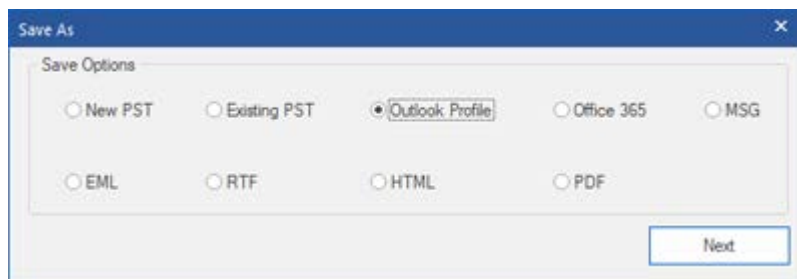 Save As
Save Options
New PST Existing PST Outlook Profile Office 365 MSG
EML RTF HTML PDF
Next